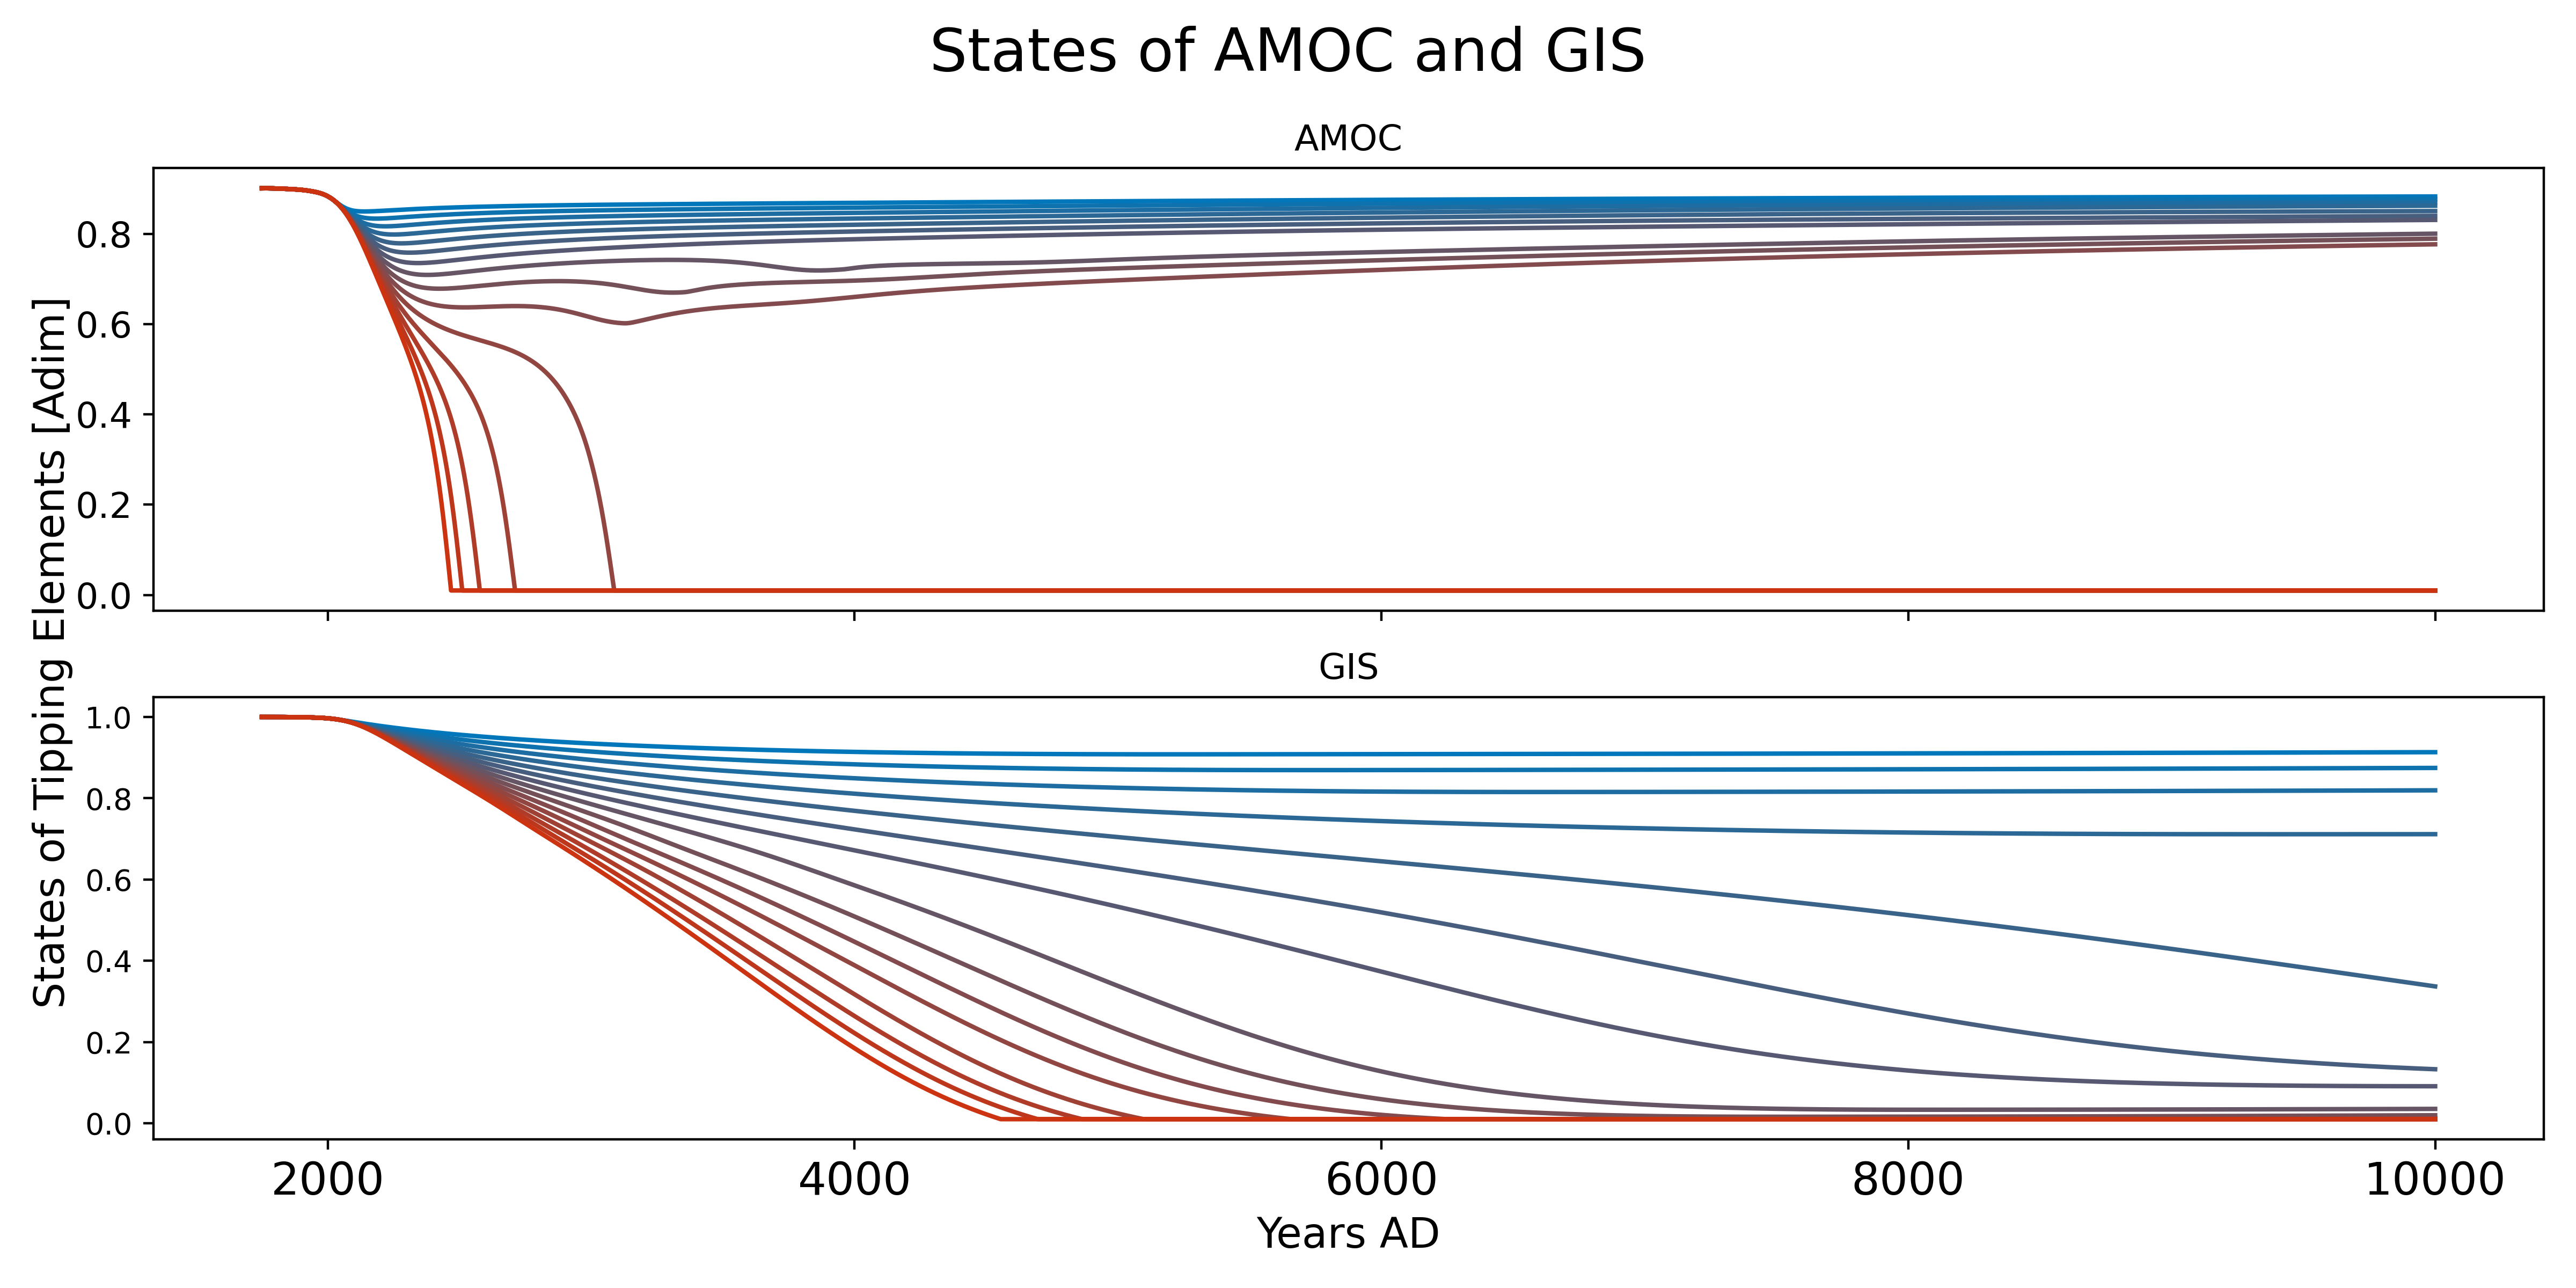 States of AMOC and GIS
AMOC
0.8
0.6
0.4
0.2
0.0
States of Tipping Elements [Adim]
GIS
1.0
0.8
0.6
0.4
0.2
0.0
2000 4000 6000 8000 10000
Years AD